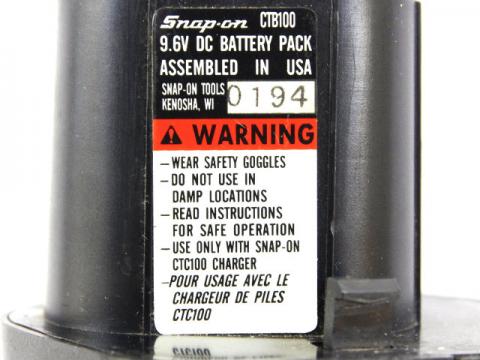 Snap-on CTB100
9.6V DC BATTERY PACK
ASSEMBLED IN USA
SNAP-ON TOOLS
KENOSHA, WI 0194
WARNING
–WEAR SAFETY GOGGLES
–DO NOT USE IN
DAMP LOCATIONS
–READ INSTRUCTIONS
FOR SAFE OPERATION
–USE ONLY WITH SNAP-ON
CTC100 CHARGER
–POUR USAGE AVEC LE
CHARGEUR DE PILES
CTC100